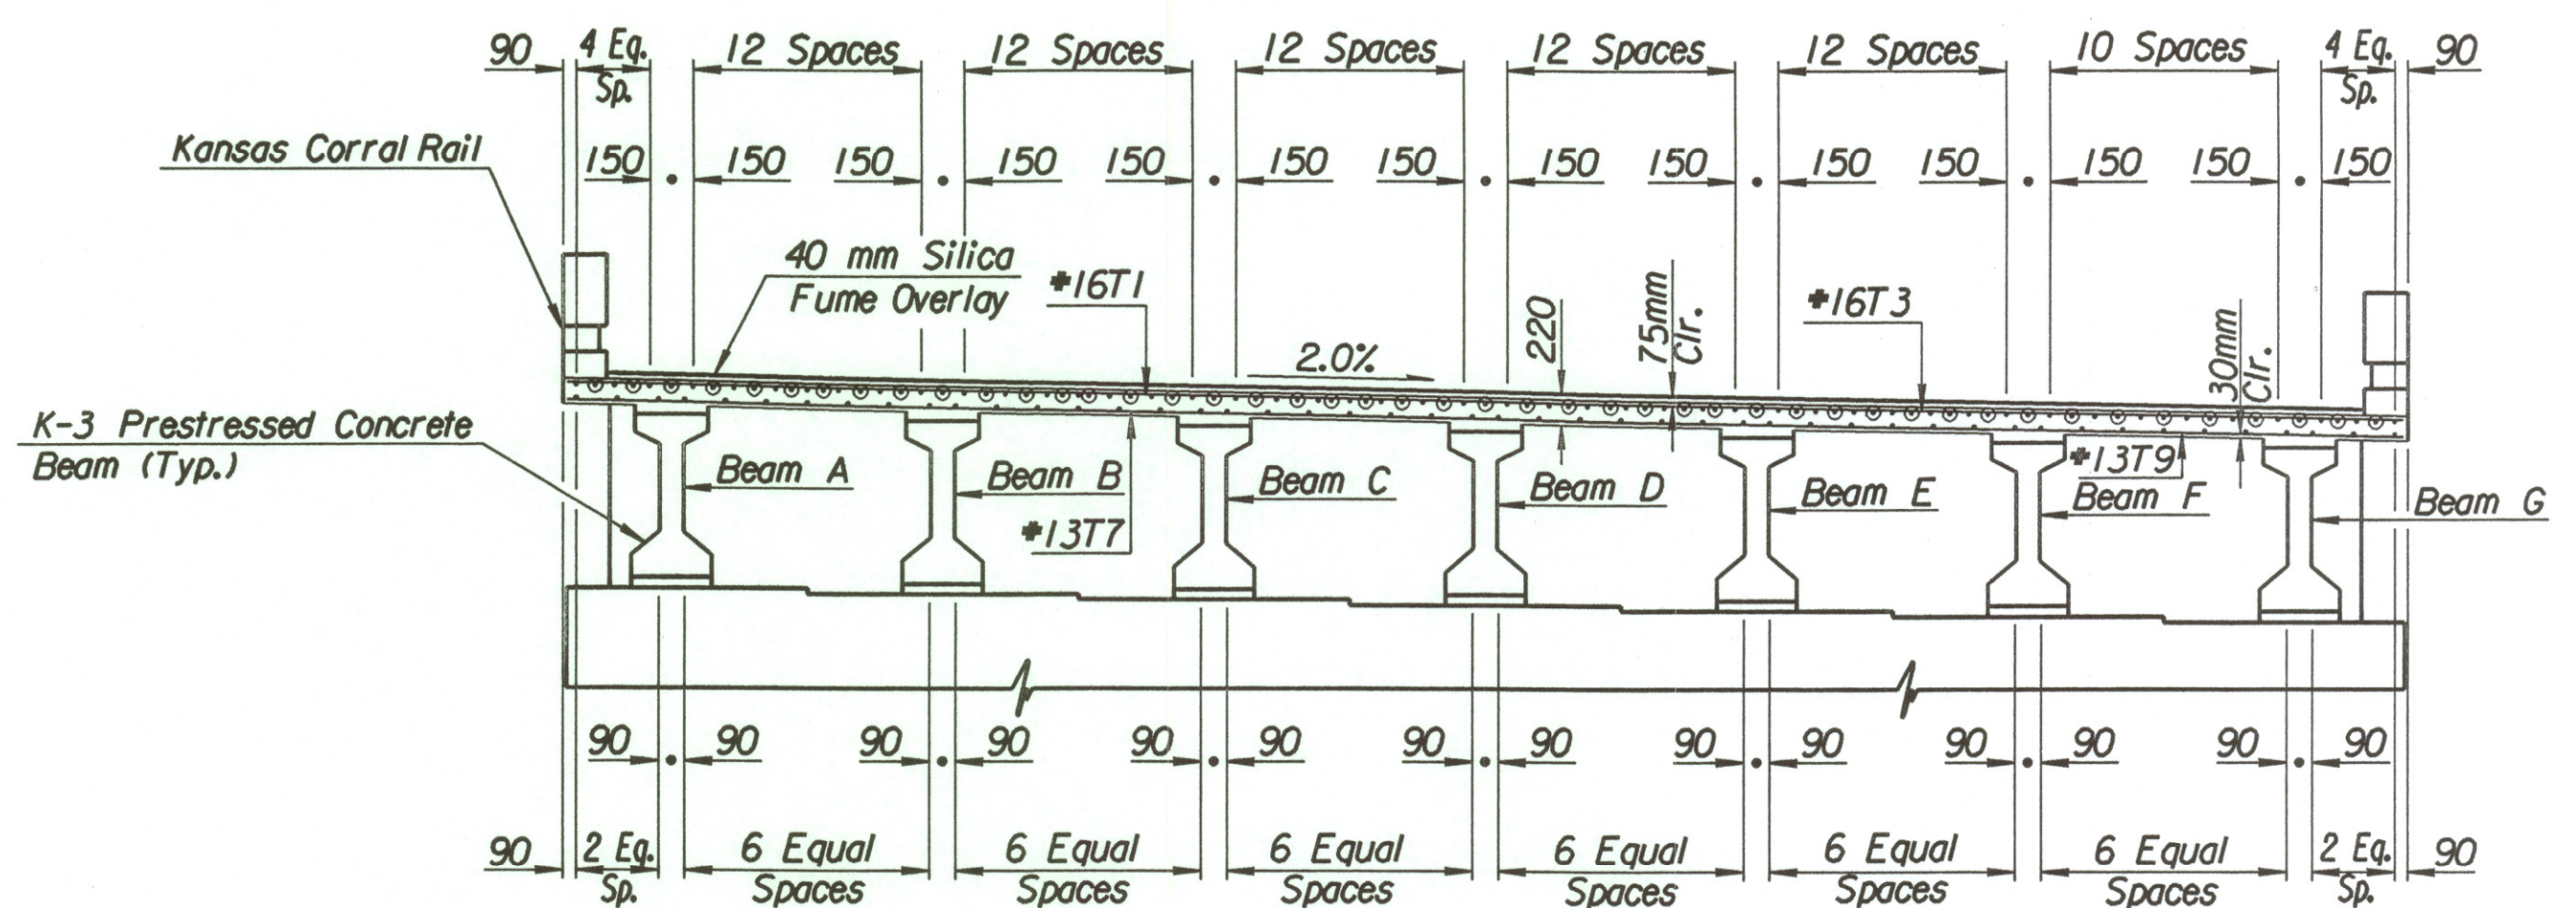 90 4 Eq. 12 Spaces 12 Spaces 12 Spaces 12 Spaces 12 Spaces 10 Spaces 4 Eq. 90
Sp. Sp.
Kansas Corral Rail
150 150 150 150 150 150 150 150 150 150 150 150 150 150
40 mm Silica
Fume Overlay
#16T1
2.0%
220
75mm
Clr.
#16T3
30mm
Clr.
K-3 Prestressed Concrete
Beam (Typ.)
Beam A
Beam B
#13T7
Beam C
Beam D
Beam E
#13T9
Beam F
Beam G
90 90 90 90 90 90 90 90 90 90 90 90 90 90
90 2 Eq. 6 Equal 6 Equal 6 Equal 6 Equal 6 Equal 6 Equal 2 Eq. 90
Sp. Spaces Spaces Spaces Spaces Spaces Spaces Sp.